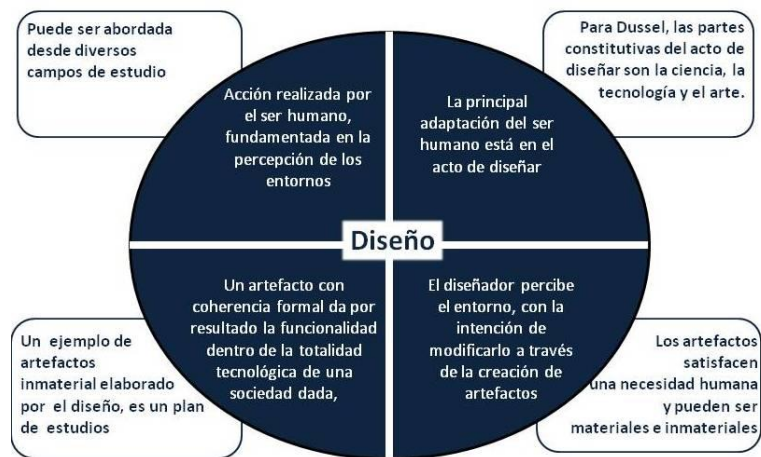 Puede ser abordada
desde diversos
campos de estudio
Para Dussel, las partes
constitutivas del acto de
diseñar son la ciencia, la
tecnología y el arte.
Acción realizada por
el ser humano,
fundamentada en la
percepción de los
entornos
La principal
adaptación del ser
humano está en el
acto de diseñar
Diseño
Un artefacto con
coherencia formal da por
resultado la funcionalidad
dentro de la totalidad
tecnológica de una
sociedad dada,
El diseñador percibe
el entorno, con la
intención de
modificarlo a través
de la creación de
artefactos
Un ejemplo de
artefactos
inmaterial elaborado
por el diseño, es un plan
de estudios
Los artefactos
satisfacen
una necesidad humana
y pueden ser
materiales e inmateriales